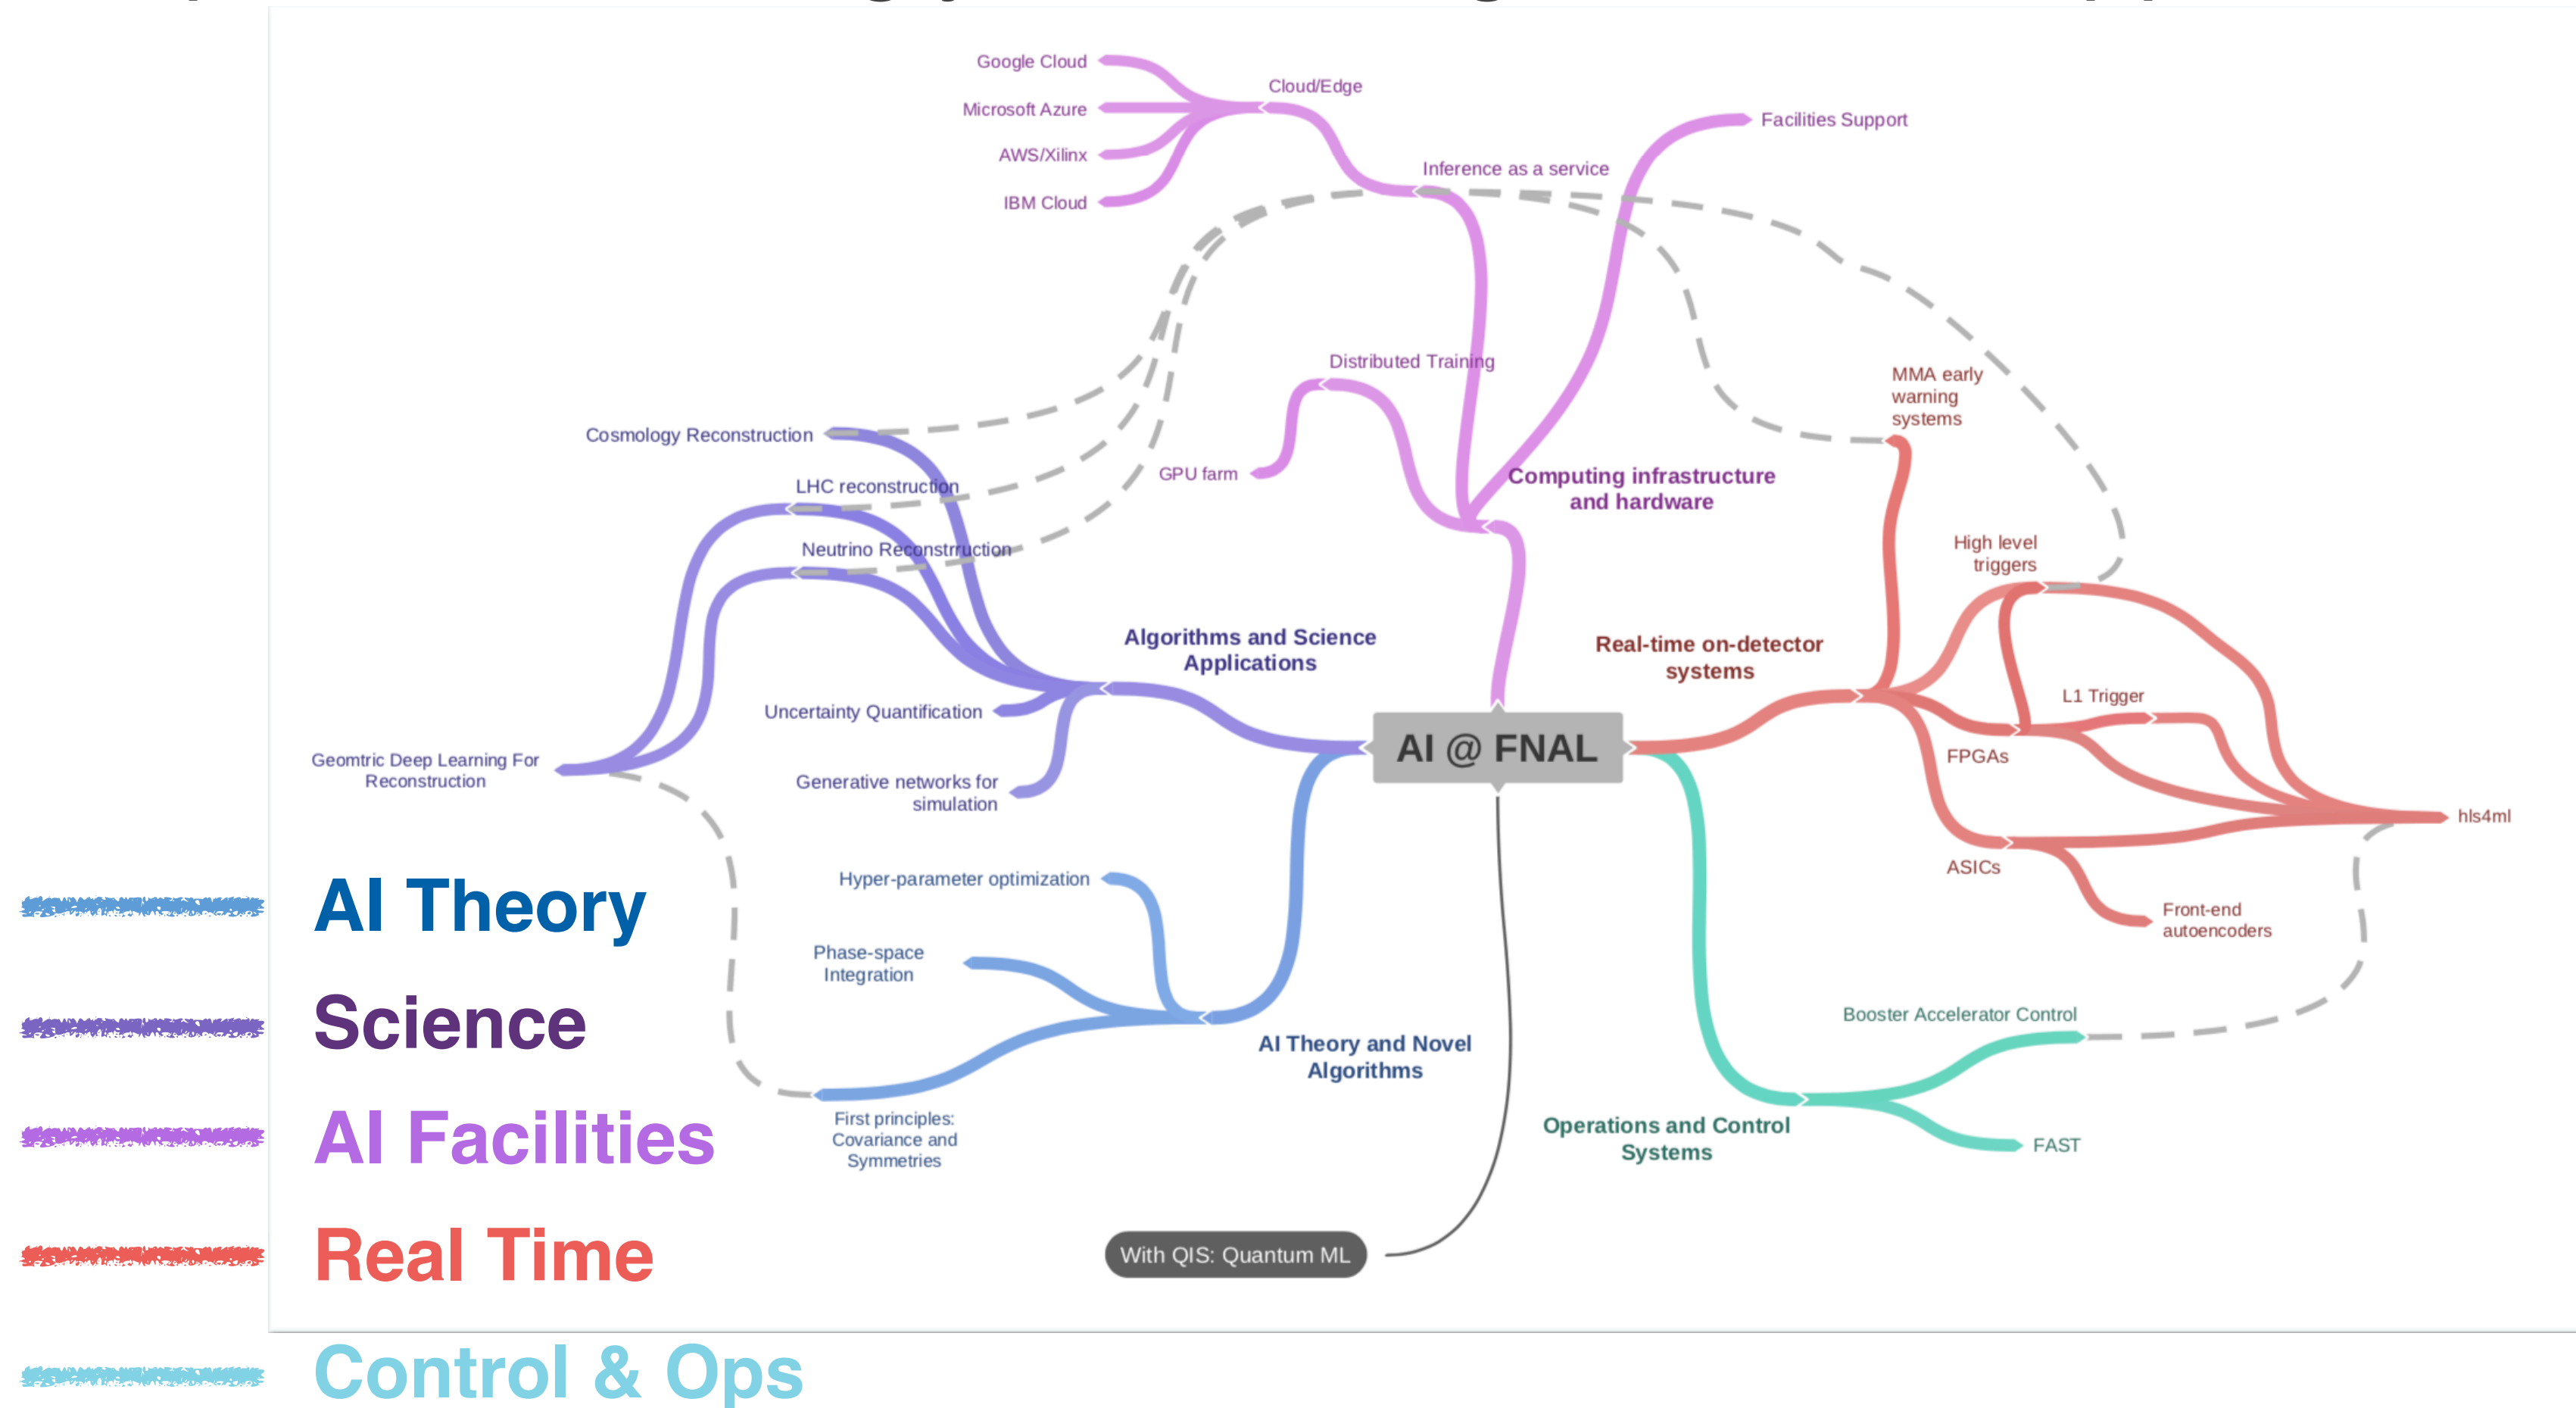 Google Cloud
Microsoft Azure
AWS/Xilinx
IBM Cloud
Cloud/Edge
Inference as a service
Facilities Support
Distributed Training
GPU farm
Computing infrastructure
and hardware
MMA early
warning
systems
High level
triggers
Cosmology Reconstruction
LHC reconstruction
Neutrino Reconstrruction
Algorithms and Science
Applications
Real-time on-detector
systems
Uncertainty Quantification
Geomtric Deep Learning For
Reconstruction
Generative networks for
simulation
AI @ FNAL
L1 Trigger
FPGAs
hls4ml
ASICs
Front-end
autoencoders
Hyper-parameter optimization
Phase-space
Integration
AI Theory and Novel
Algorithms
First principles:
Covariance and
Symmetries
Booster Accelerator Control
Operations and Control
Systems
FAST
With QIS: Quantum ML
AI Theory
Science
AI Facilities
Real Time
Control & Ops